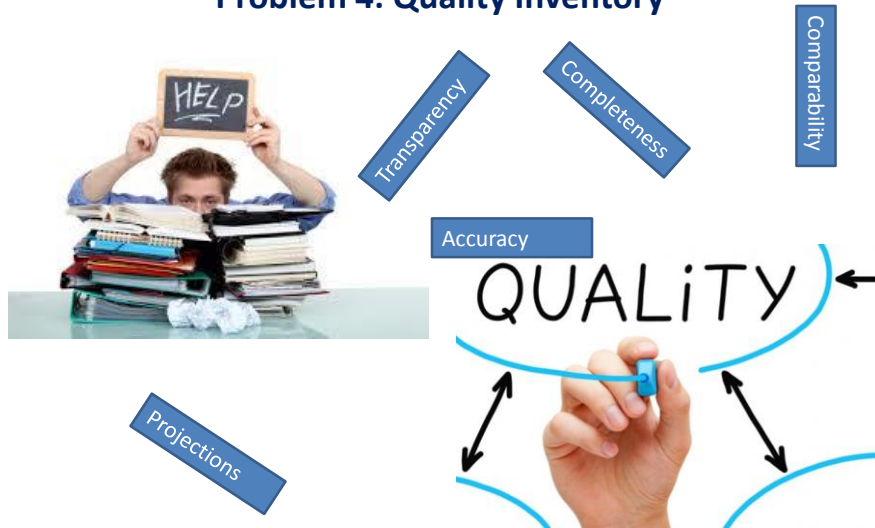 Problem 4: Quality Inventory
HELP
Transparency
Completeness
Comparability
Accuracy
QUALiTY
Projections